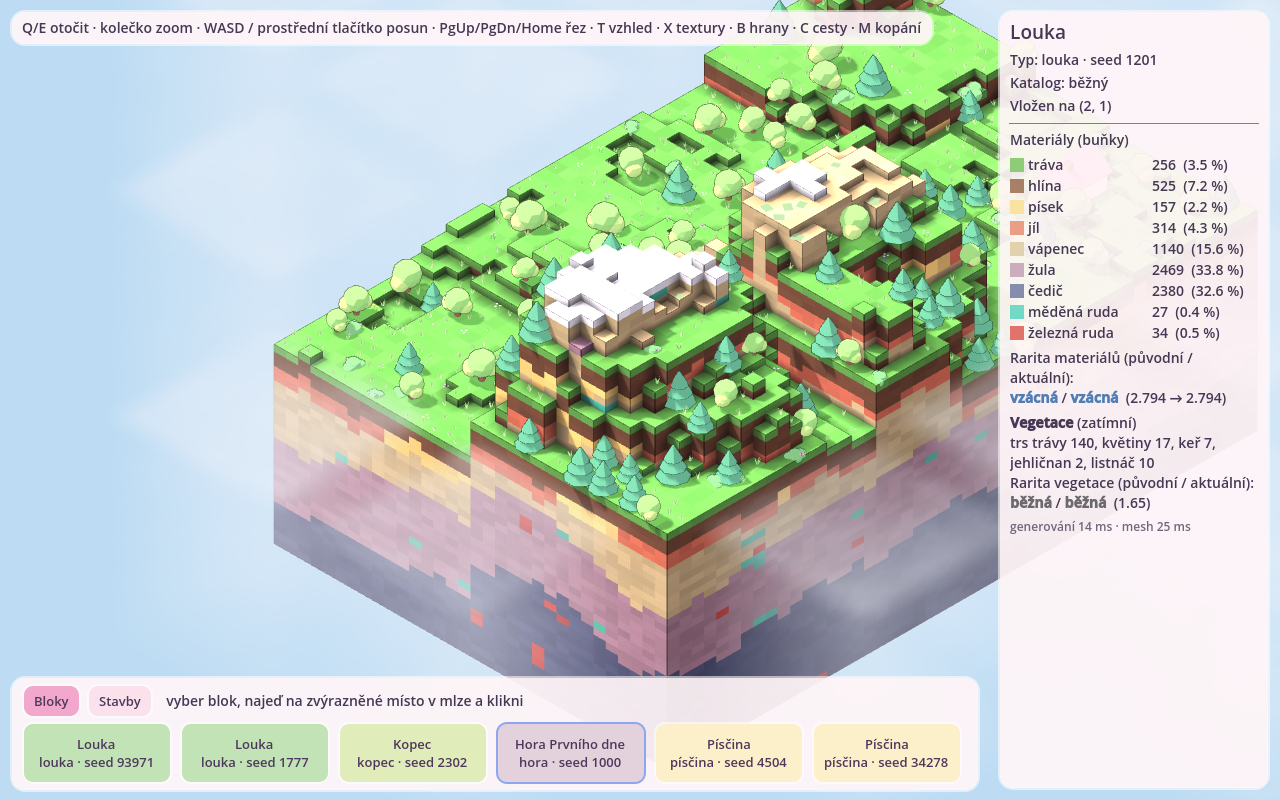 Q/E otočit · kolečko zoom · WASD / prostřední tlačítko posun · PgUp/PgDn/Home řez · T vzhled · X textury · B hrany · C cesty · M kopání
Louka
Typ: louka · seed 1201
Katalog: běžný
Vložen na (2, 1)
Materiály (buňky)
tráva 256 (3.5 %)
hlína 525 (7.2 %)
písek 157 (2.2 %)
jíl 314 (4.3 %)
vápenec 1140 (15.6 %)
žula 2469 (33.8 %)
čedič 2380 (32.6 %)
měděná ruda 27 (0.4 %)
železná ruda 34 (0.5 %)
Rarita materiálů (původní /
aktuální):
vzácná / vzácná (2.794 → 2.794)
Vegetace (zatímní)
trs trávy 140, květiny 17, keř 7,
jehličnan 2, listnáč 10
Rarita vegetace (původní / aktuální):
běžná / běžná (1.65)
generování 14 ms · mesh 25 ms
Bloky Stavby vyber blok, najeď na zvýrazněné místo v mlze a klikni
Louka
louka · seed 93971
Louka
louka · seed 1777
Kopec
kopec · seed 2302
Hora Prvního dne
hora · seed 1000
Písčina
písčina · seed 4504
Písčina
písčina · seed 34278